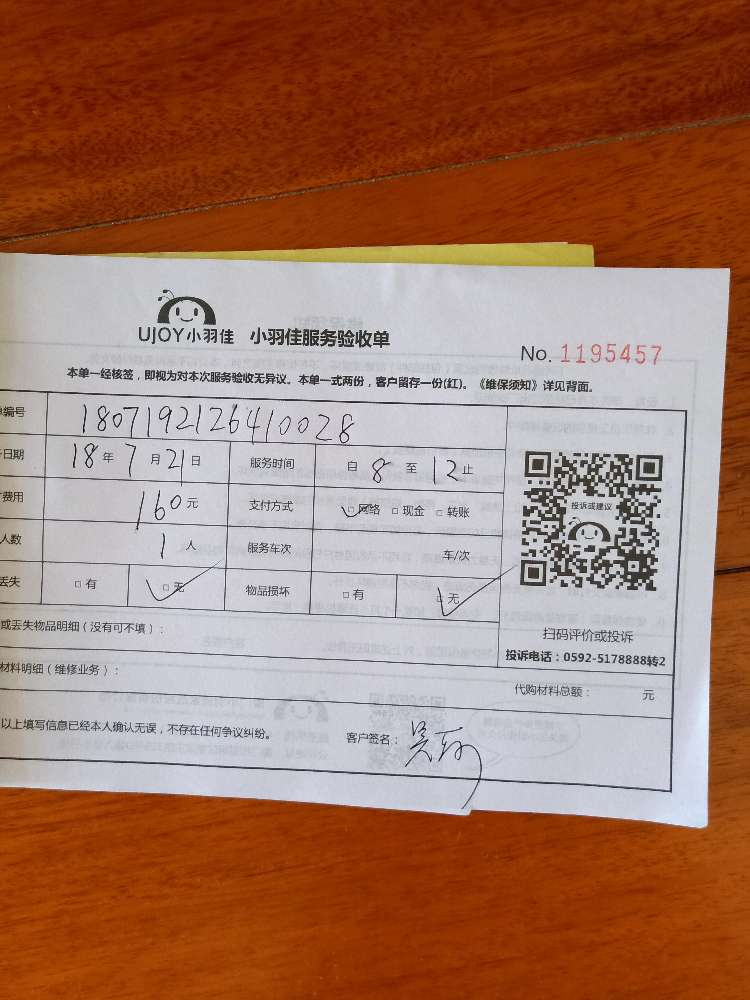 UJOY小羽佳 小羽佳服务验收单
No. 1195457
本单一经核签，即视为对本次服务验收无异议。本单一式两份，客户留存一份(红)。《维保须知》详见背面。
单编号 1807192126410028
日期 18年7月21日 服务时间 自8至12止
费用 160元 支付方式 网络 现金 转账
人数 1人 服务车次 车/次
丢失 有 无 物品损坏 有 无
投诉或建议
扫码评价或投诉
投诉电话：0592-5178888转2
或丢失物品明细（没有可不填）：
材料明细（维修业务）： 代购材料总额： 元
以上填写信息已经本人确认无误，不存在任何争议纠纷。 客户签名：吴